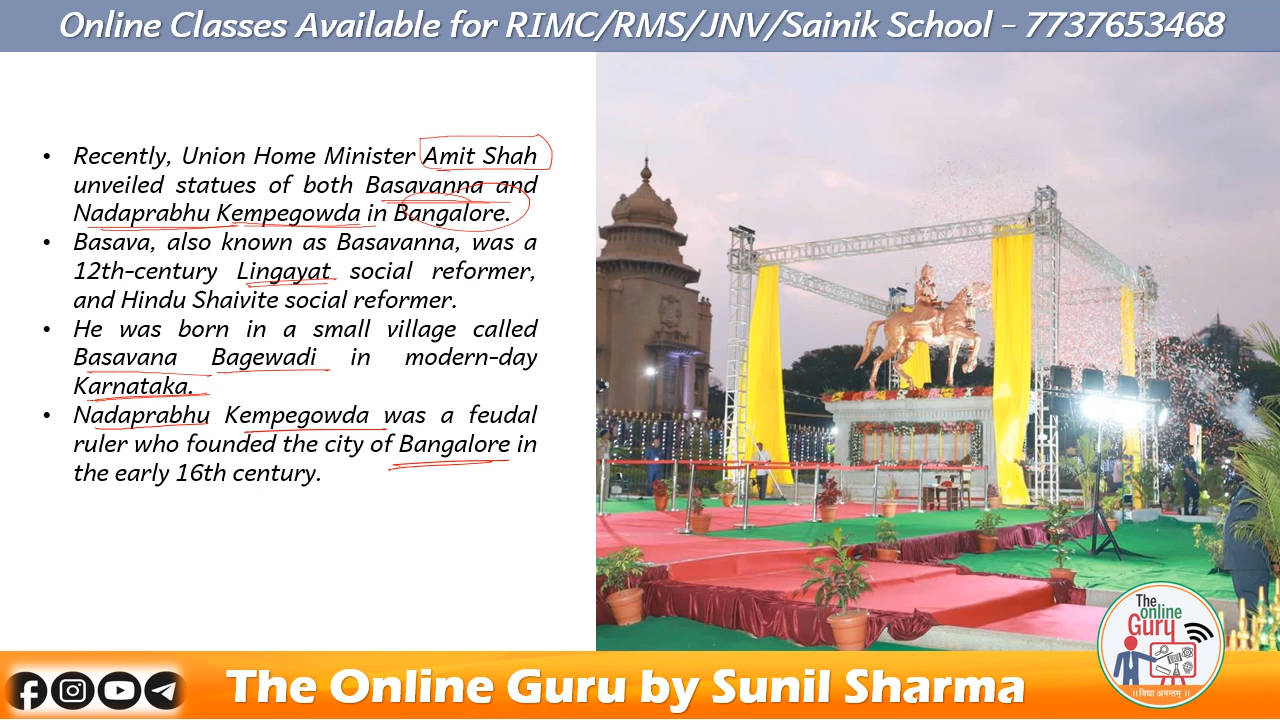 Online Classes Available for RIMC/RMS/JNV/Sainik School – 7737653468
• Recently, Union Home Minister Amit Shah
unveiled statues of both Basavanna and
Nadaprabhu Kempegowda in Bangalore.
• Basava, also known as Basavanna, was a
12th-century Lingayat social reformer,
and Hindu Shaivite social reformer.
• He was born in a small village called
Basavana Bagewadi in modern-day
Karnataka.
• Nadaprabhu Kempegowda was a feudal
ruler who founded the city of Bangalore in
the early 16th century.
The
online
Gury
।। विद्या अनन्तम् ।।
The Online Guru by Sunil Sharma